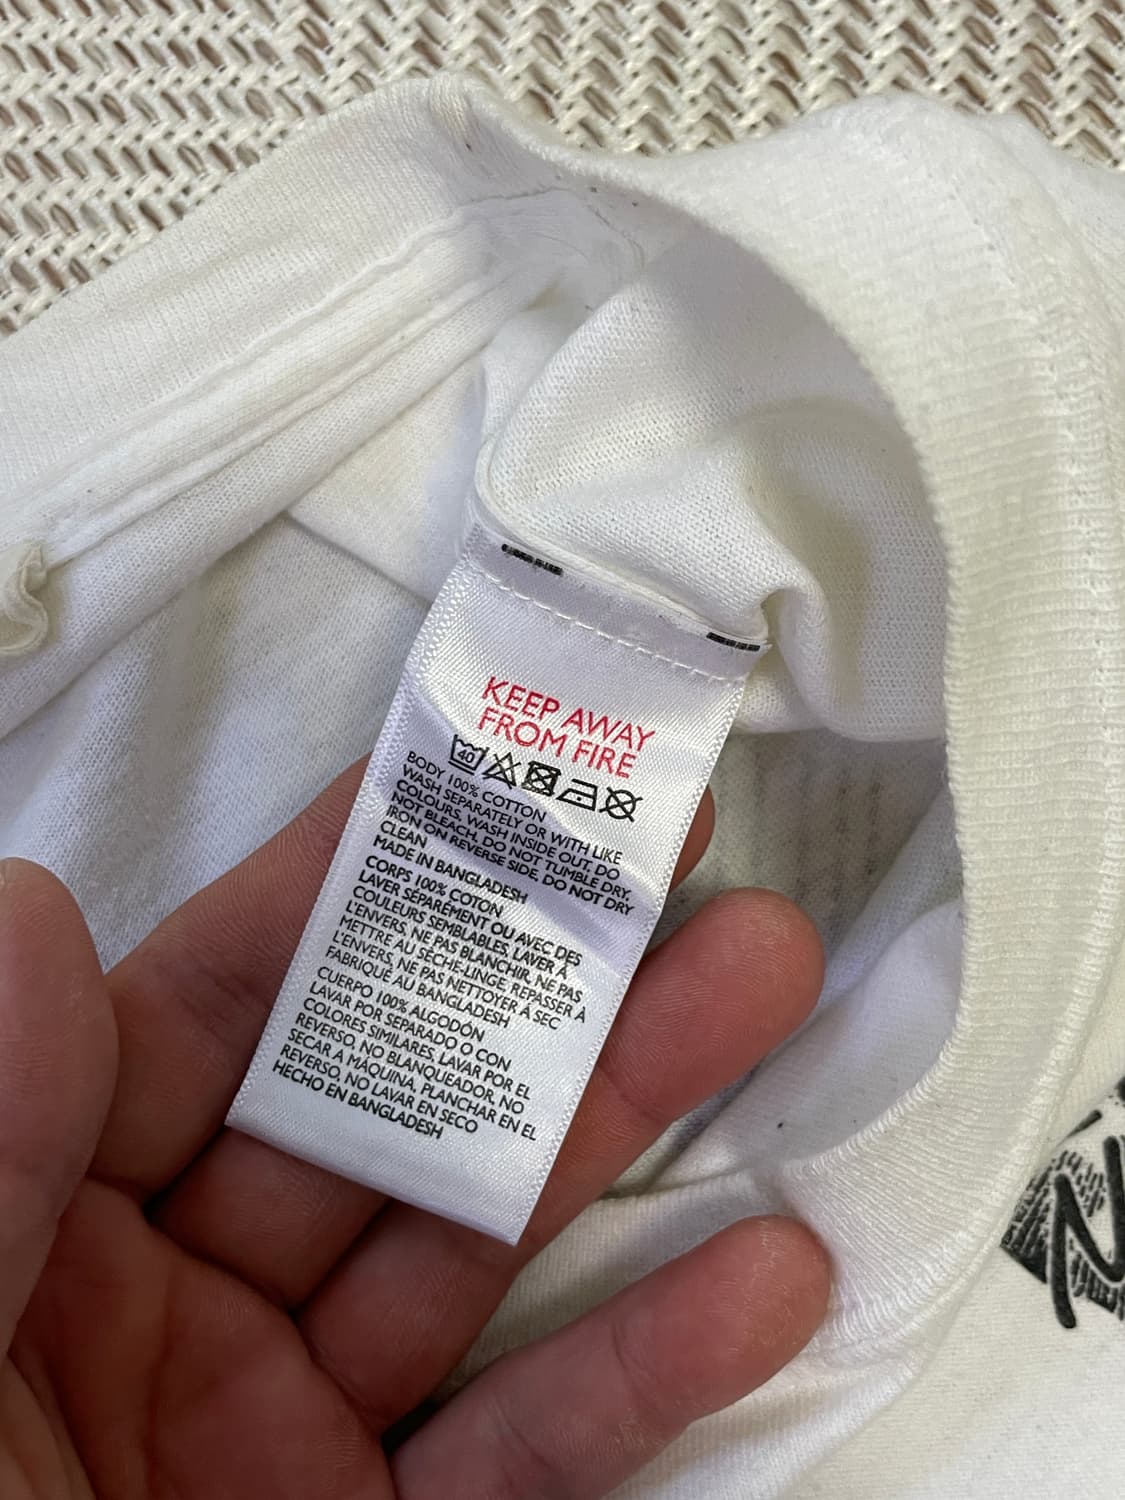 KEEP AWAY
FROM FIRE
40
BODY 100% COTTON
WASH SEPARATELY OR WITH LIKE
COLOURS, WASH INSIDE OUT, DO
NOT BLEACH, DO NOT TUMBLE DRY,
IRON ON REVERSE SIDE, DO NOT DRY
CLEAN
MADE IN BANGLADESH
CORPS 100% COTON
LAVER SÉPARÉMENT OU AVEC DES
COULEURS SEMBLABLES, LAVER À
L'ENVERS, NE PAS BLANCHIR, NE PAS
METTRE AU SÈCHE-LINGE, REPASSER À
L'ENVERS, NE PAS NETTOYER À SEC
FABRIQUÉ AU BANGLADESH
CUERPO 100% ALGODÓN
LAVAR POR SEPARADO O CON
COLORES SIMILARES, LAVAR POR EL
REVERSO, NO BLANQUEADOR, NO
SECAR A MÁQUINA, PLANCHAR EN EL
REVERSO, NO LAVAR EN SECO
HECHO EN BANGLADESH